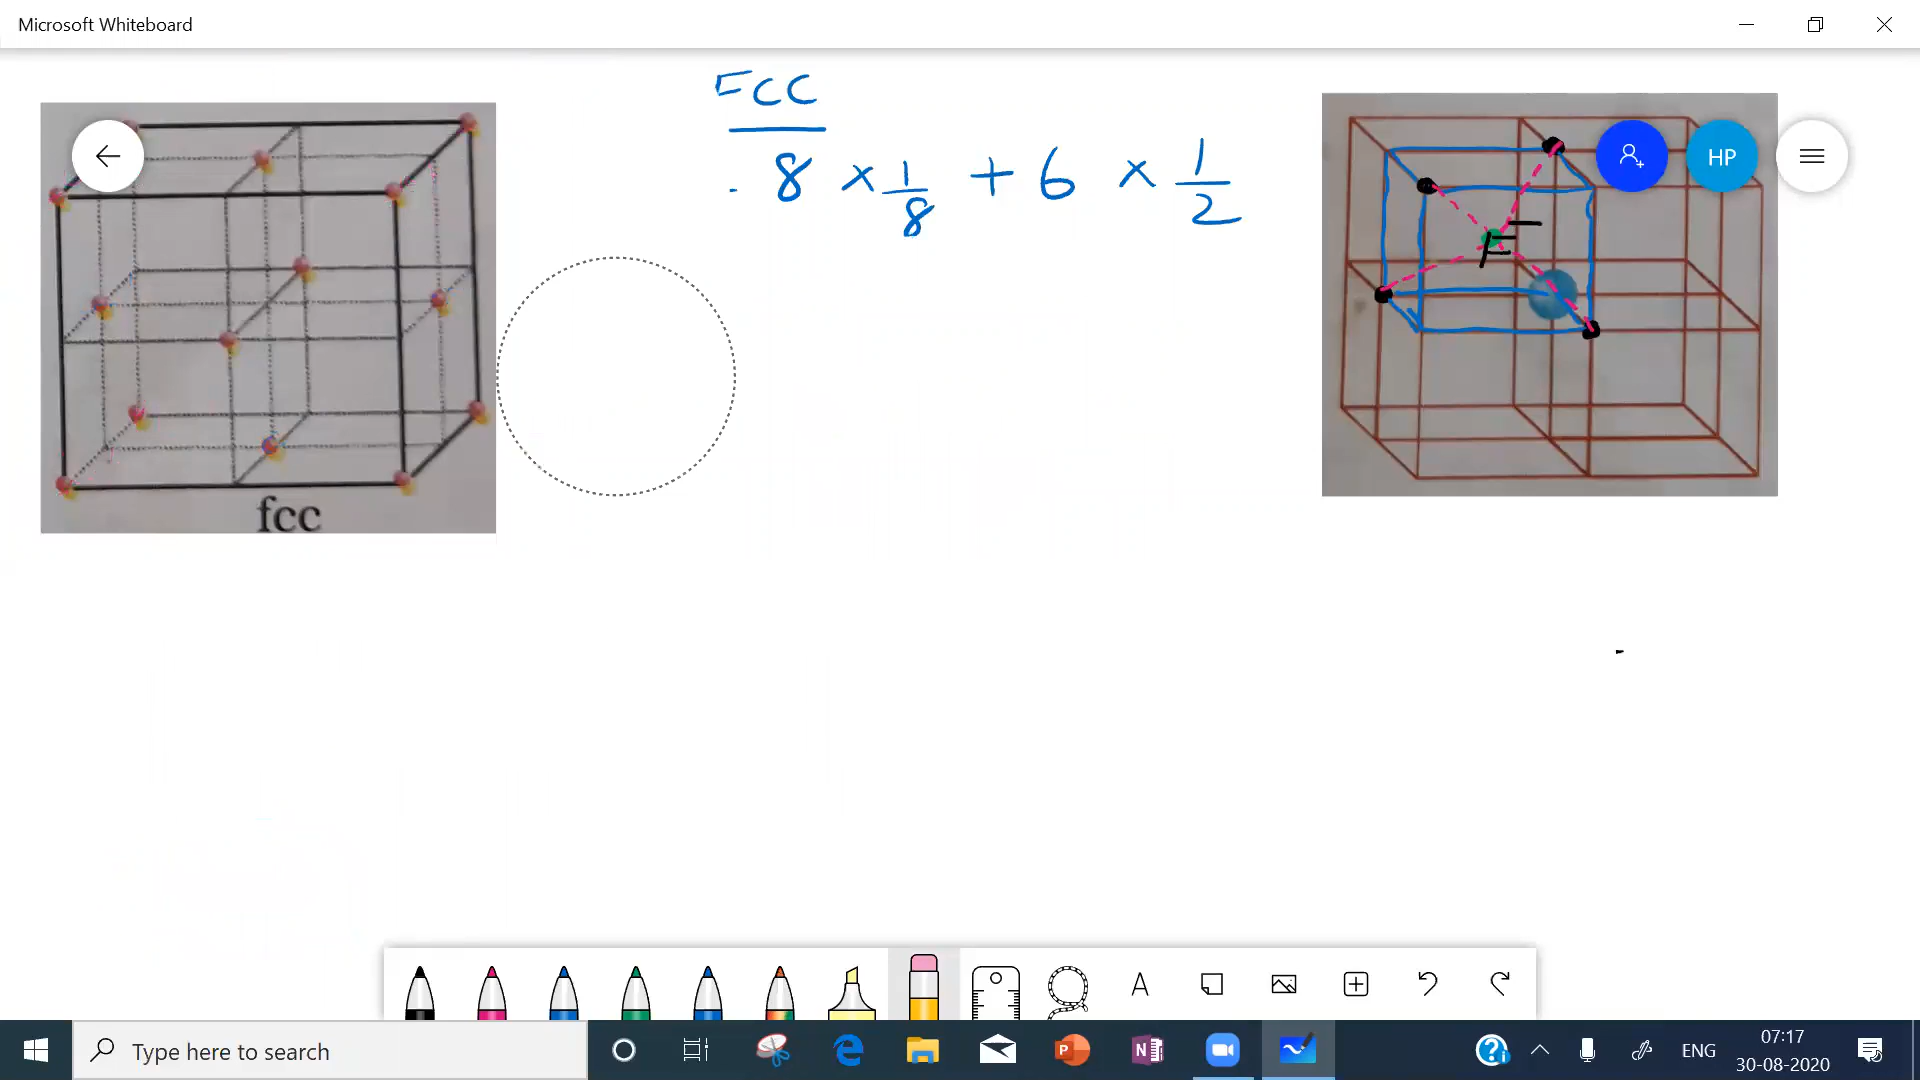 Microsoft Whiteboard
FCC
8 × 1/8 + 6 × 1/2
HP
F
fcc
A
Type here to search
ENG
07:17
30-08-2020